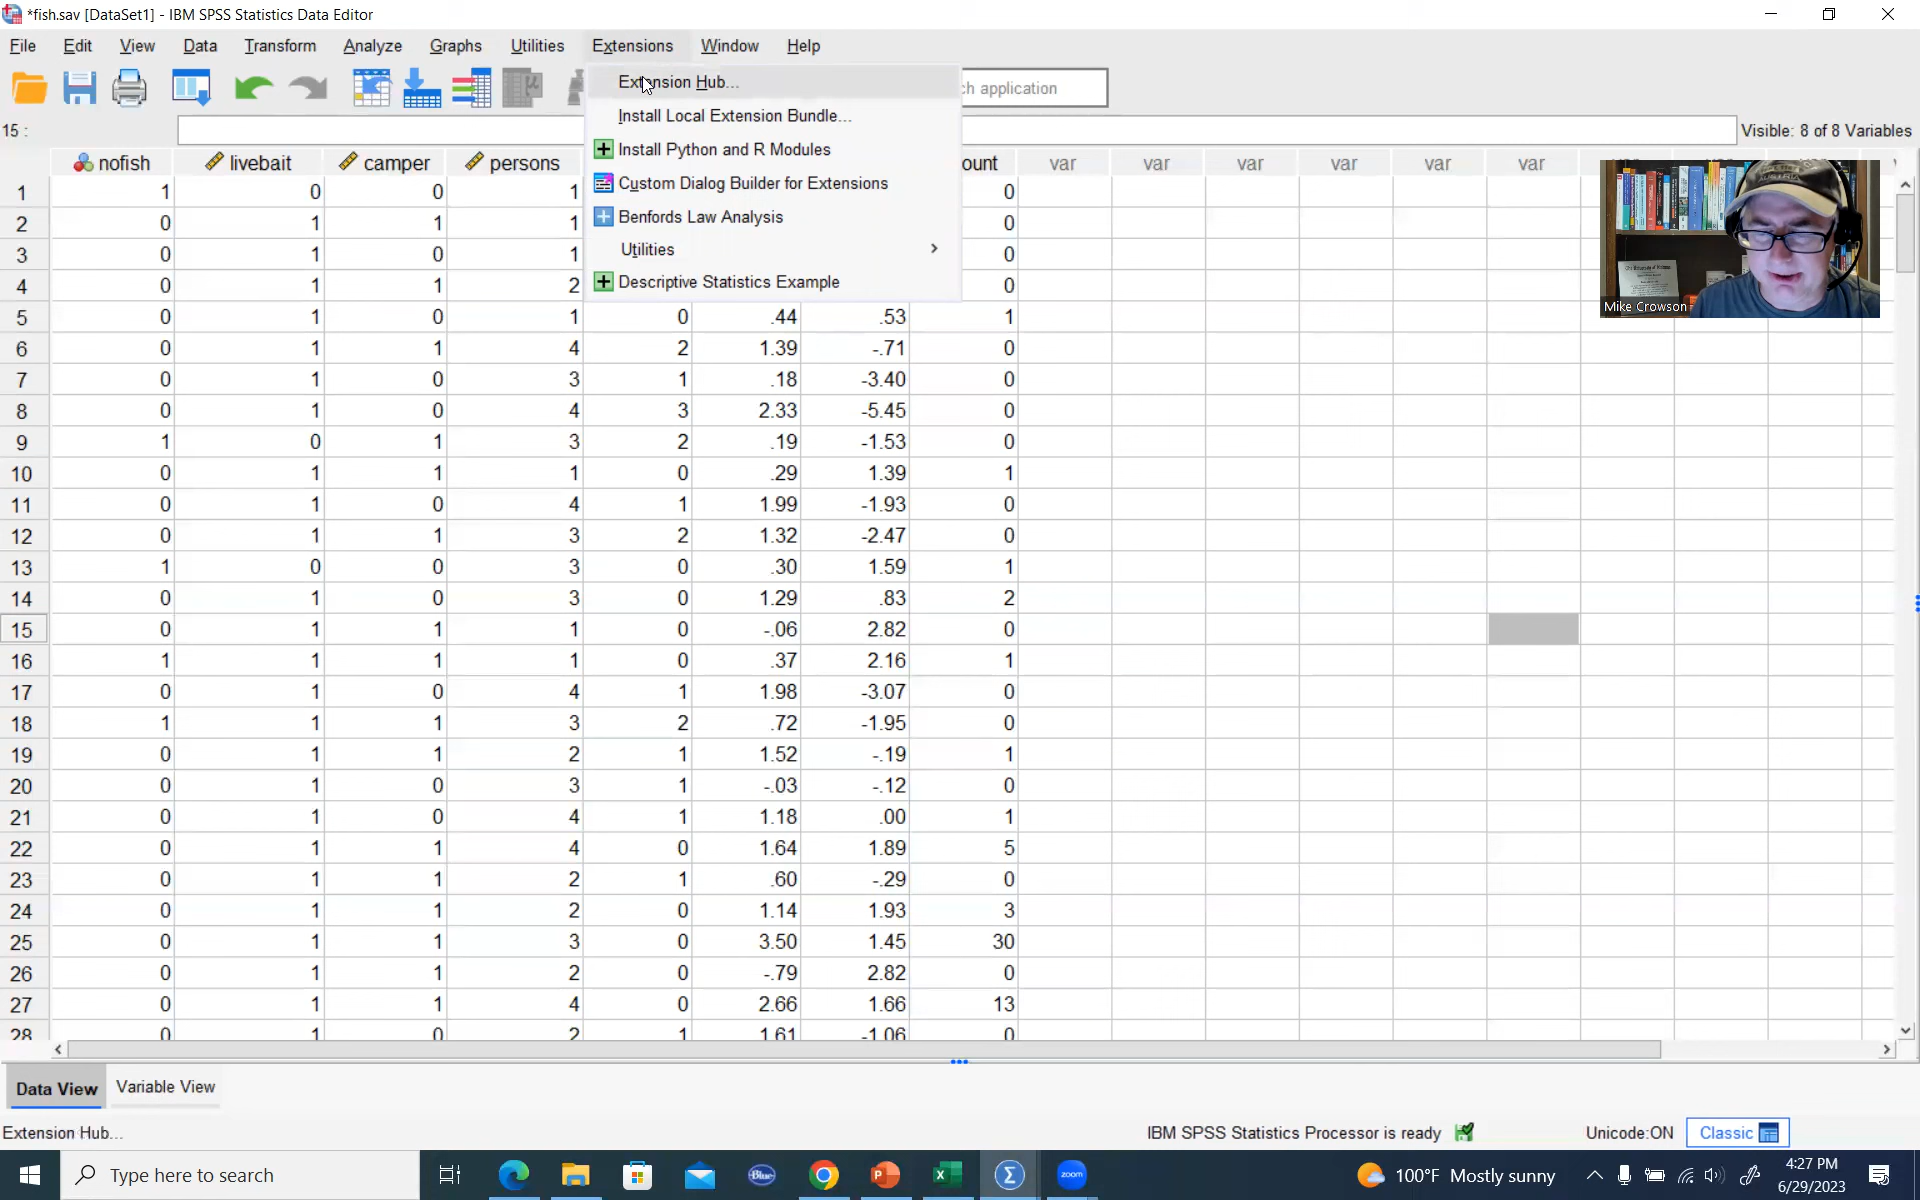 *fish.sav [DataSet1] - IBM SPSS Statistics Data Editor
File Edit View Data Transform Analyze Graphs Utilities Extensions Window Help
Extension Hub...
ch application
Install Local Extension Bundle...
Install Python and R Modules
Custom Dialog Builder for Extensions
Benfords Law Analysis
Utilities
Descriptive Statistics Example
15 :
Visible: 8 of 8 Variables
nofish livebait camper persons ount var var var var var var
1 1 0 0 1 0
2 0 1 1 1 0
3 0 1 0 1 0
4 0 1 1 2 0
5 0 1 0 1 0 .44 .53 1
6 0 1 1 4 2 1.39 -.71 0
7 0 1 0 3 1 .18 -3.40 0
8 0 1 0 4 3 2.33 -5.45 0
9 1 0 1 3 2 .19 -1.53 0
10 0 1 1 1 0 .29 1.39 1
11 0 1 0 4 1 1.99 -1.93 0
12 0 1 1 3 2 1.32 -2.47 0
13 1 0 0 3 0 .30 1.59 1
14 0 1 0 3 0 1.29 .83 2
15 0 1 1 1 0 -.06 2.82 0
16 1 1 1 1 0 .37 2.16 1
17 0 1 0 4 1 1.98 -3.07 0
18 1 1 1 3 2 .72 -1.95 0
19 0 1 1 2 1 1.52 -.19 1
20 0 1 0 3 1 -.03 -.12 0
21 0 1 0 4 1 1.18 .00 1
22 0 1 1 4 0 1.64 1.89 5
23 0 1 1 2 1 .60 -.29 0
24 0 1 1 2 0 1.14 1.93 3
25 0 1 1 3 0 3.50 1.45 30
26 0 1 1 2 0 -.79 2.82 0
27 0 1 1 4 0 2.66 1.66 13
28 0 1 0 2 1 1.61 -1.06 0
Mike Crowson
Data View Variable View
Extension Hub...
IBM SPSS Statistics Processor is ready
Unicode:ON
Classic
Type here to search
Blue
zoom
100°F Mostly sunny
4:27 PM
6/29/2023